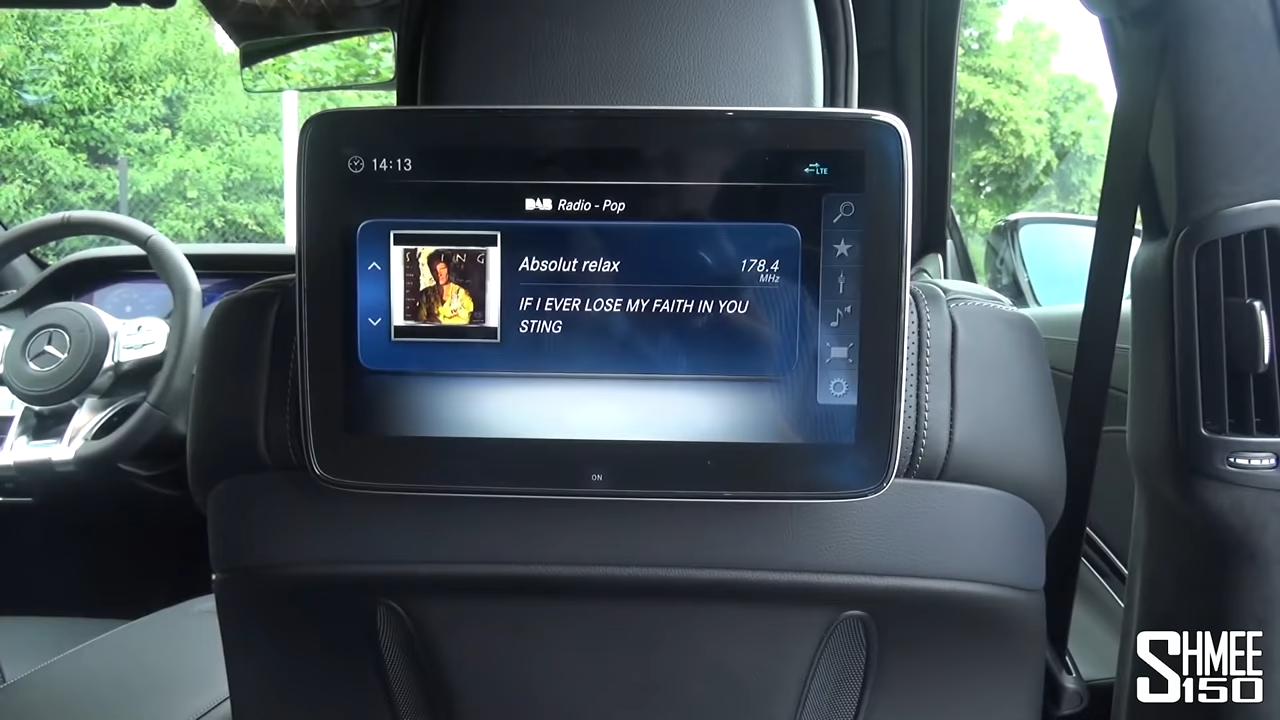 14:13
LTE
DAB Radio - Pop
STING
Absolut relax 178.4
MHz
IF I EVER LOSE MY FAITH IN YOU
STING
ON
SHMEE
150